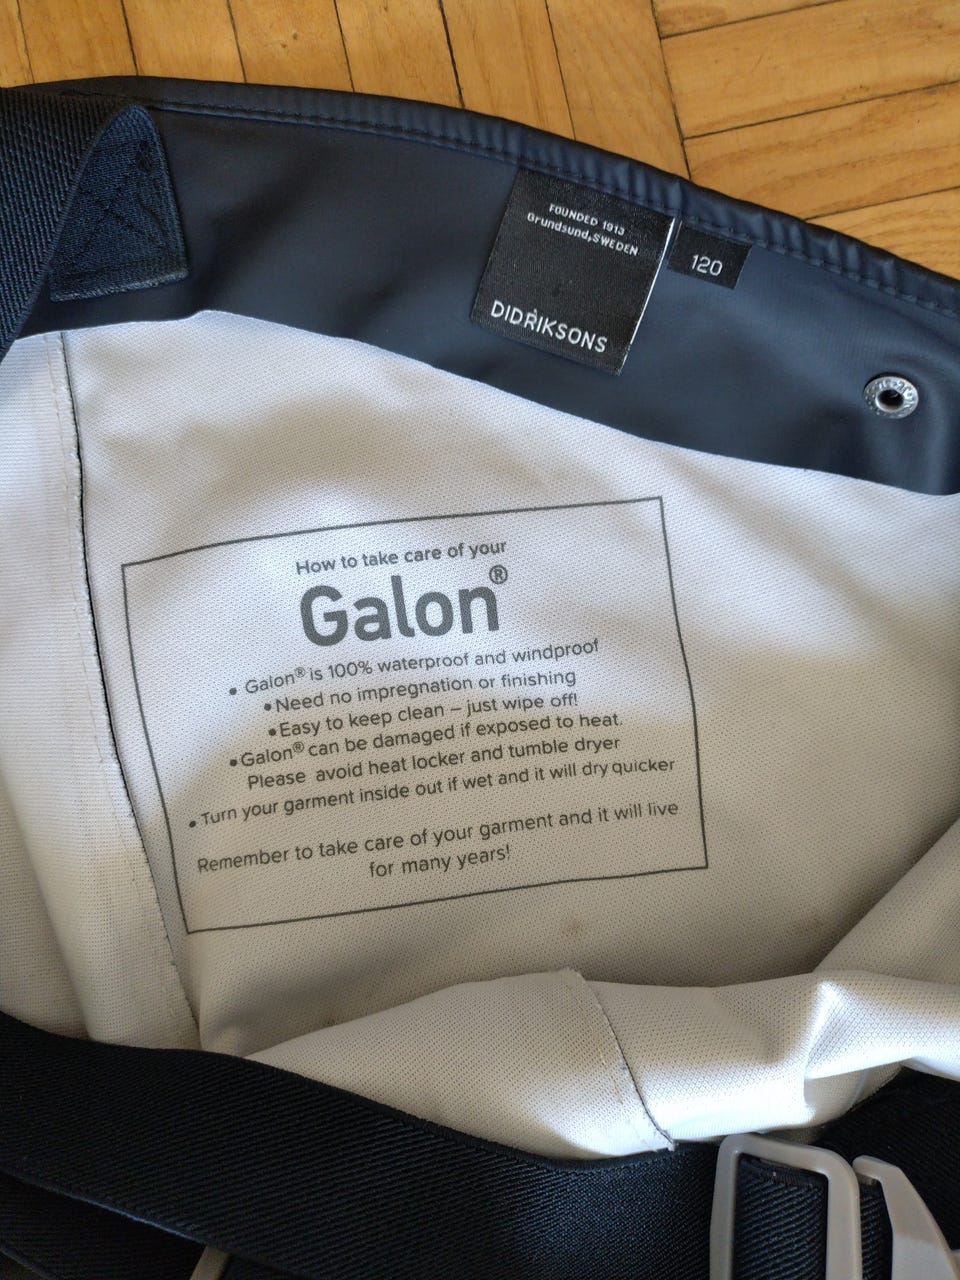 FOUNDED 1913
Grundsund, SWEDEN
DIDRIKSONS
120
How to take care of your
Galon®
• Galon® is 100% waterproof and windproof
• Need no impregnation or finishing
• Easy to keep clean – just wipe off!
• Galon® can be damaged if exposed to heat.
Please avoid heat locker and tumble dryer
• Turn your garment inside out if wet and it will dry quicker
Remember to take care of your garment and it will live
for many years!